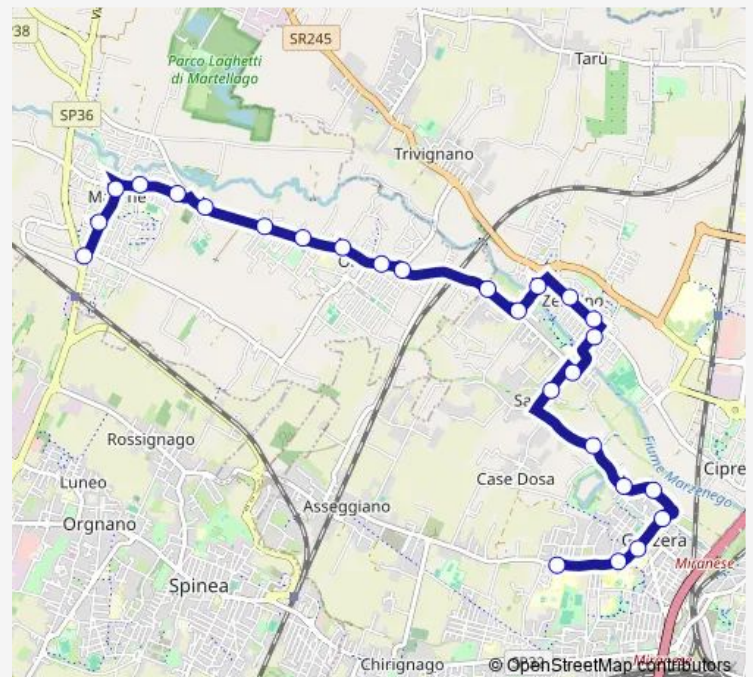 38
SR245
Parco Laghetti
di Martellago
Tarù
SP36
Trivignano
Rossignago
Luneo
Case Dosa
Fiume Marzenego
Asseggiano
Orgnano
Spinea
Miranese
Chirignago
© OpenStreetMap contributors